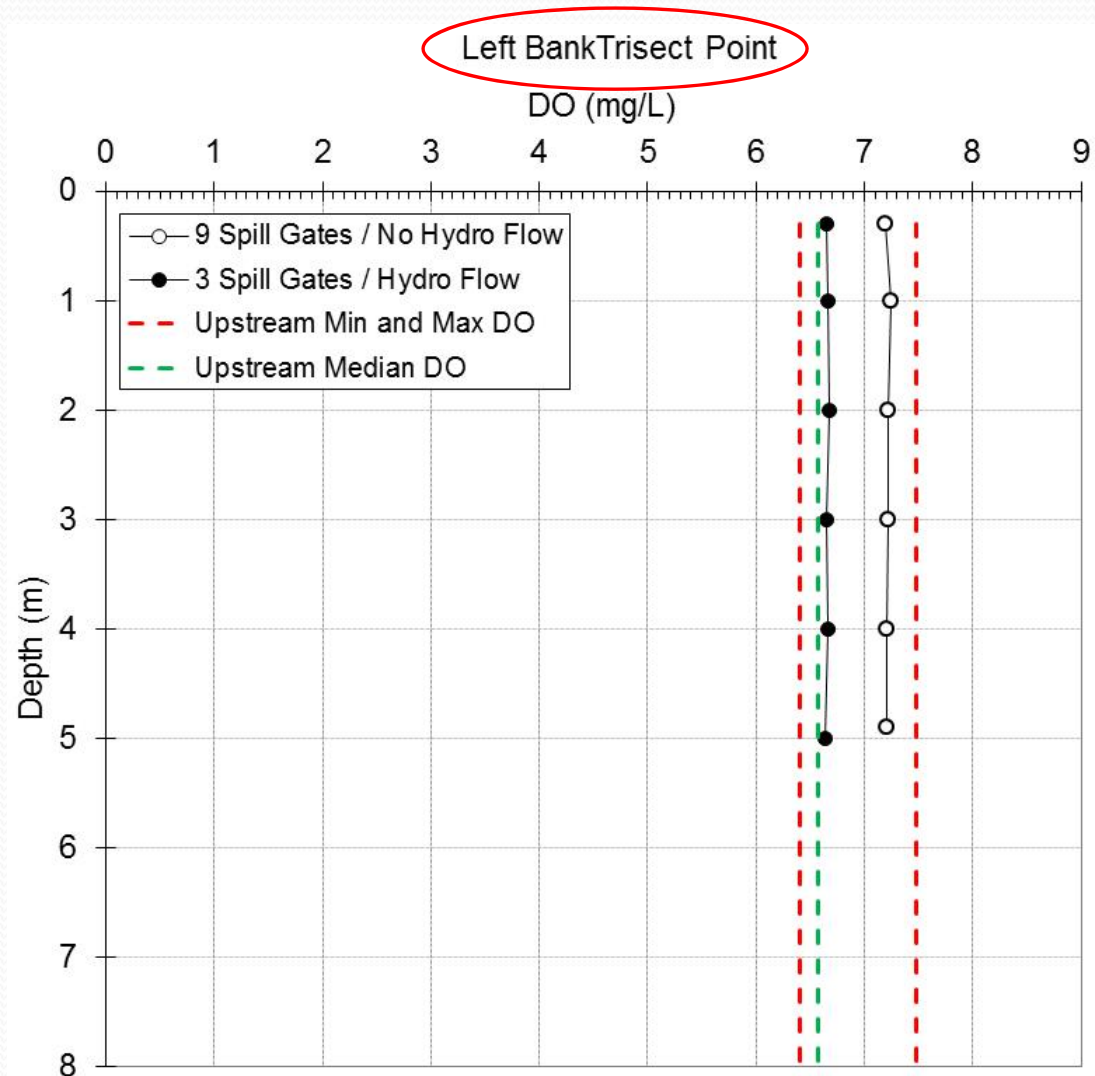 Left BankTrisect Point
DO (mg/L)
0 1 2 3 4 5 6 7 8 9
0
9 Spill Gates / No Hydro Flow
3 Spill Gates / Hydro Flow
Upstream Min and Max DO
Upstream Median DO
1
2
3
4
5
6
7
8
Depth (m)